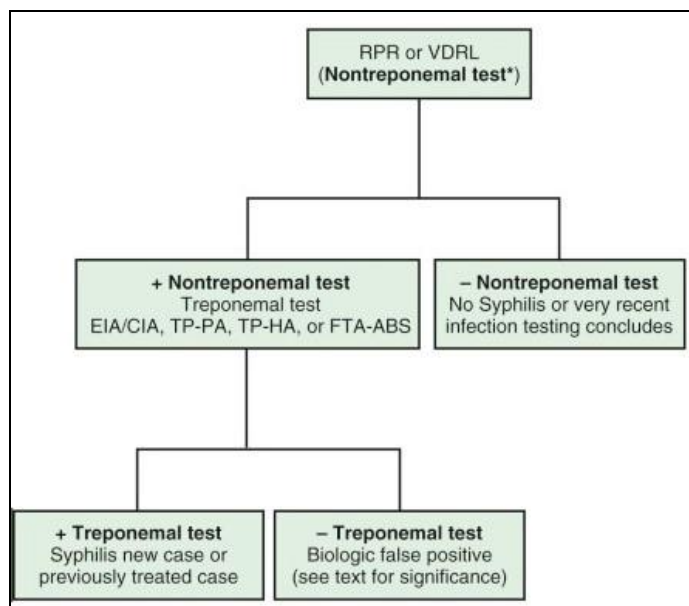 RPR or VDRL
(Nontreponemal test*)
+ Nontreponemal test
Treponemal test
EIA/CIA, TP-PA, TP-HA, or FTA-ABS
– Nontreponemal test
No Syphilis or very recent
infection testing concludes
+ Treponemal test
Syphilis new case or
previously treated case
– Treponemal test
Biologic false positive
(see text for significance)